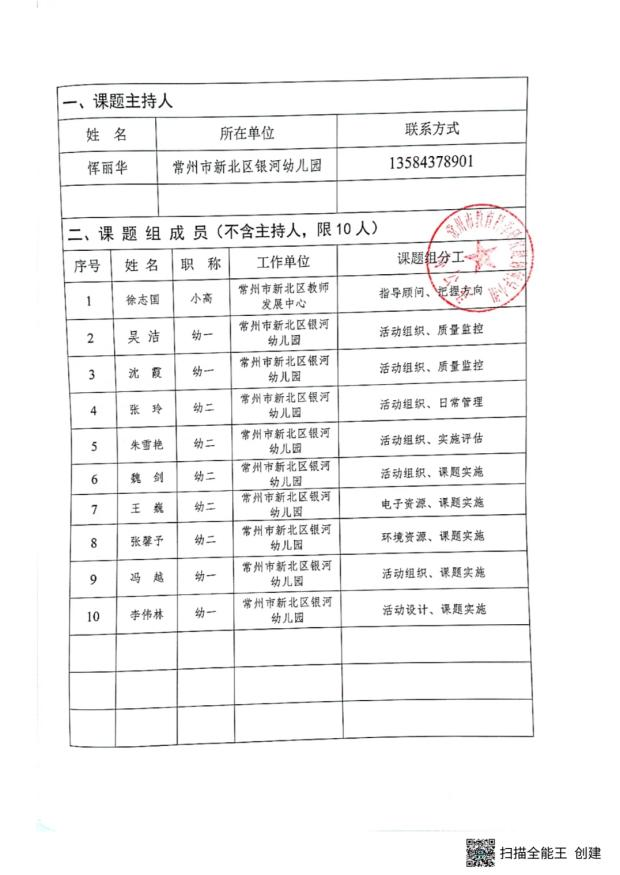 一、课题主持人
姓 名 所在单位 联系方式
恽丽华 常州市新北区银河幼儿园 13584378901
二、课 题 组 成 员（不含主持人，限10人）
序号 姓 名 职 称 工作单位 课题组分工
1 徐志国 小高 常州市新北区教师
发展中心 指导顾问、把握方向
2 吴 洁 幼一 常州市新北区银河
幼儿园 活动组织、质量监控
3 沈 霞 幼一 常州市新北区银河
幼儿园 活动组织、质量监控
4 张 玲 幼二 常州市新北区银河
幼儿园 活动组织、日常管理
5 朱雪艳 幼二 常州市新北区银河
幼儿园 活动组织、实施评估
6 魏 剑 幼二 常州市新北区银河
幼儿园 活动组织、课题实施
7 王 巍 幼二 常州市新北区银河
幼儿园 电子资源、课题实施
8 张馨予 幼二 常州市新北区银河
幼儿园 环境资源、课题实施
9 冯 越 幼一 常州市新北区银河
幼儿园 活动组织、课题实施
10 李伟林 幼一 常州市新北区银河
幼儿园 活动设计、课题实施
扫描全能王 创建